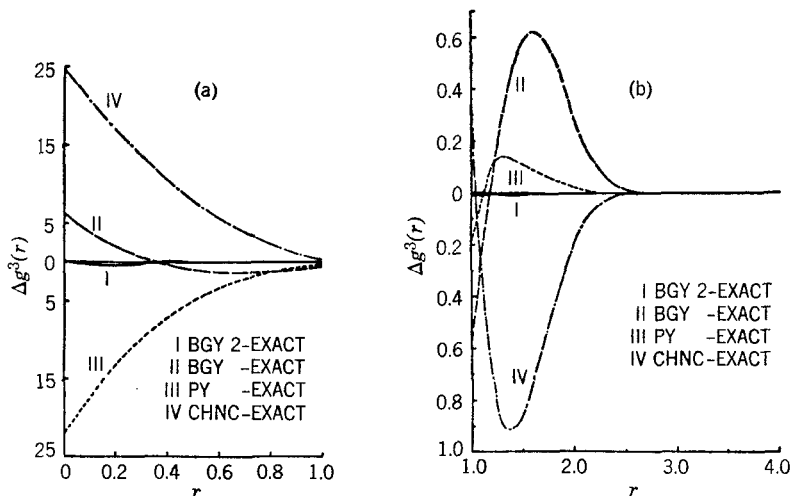 (a)
25
15
5
0
5
15
25
Δg³(r)
IV
II
I
III
I BGY 2-EXACT
II BGY -EXACT
III PY -EXACT
IV CHNC-EXACT
0 0.2 0.4 0.6 0.8 1.0
r
(b)
0.6
0.4
0.2
0
0.2
0.4
0.6
0.8
1.0
Δg³(r)
II
III
I
IV
I BGY 2-EXACT
II BGY -EXACT
III PY -EXACT
IV CHNC-EXACT
1.0 2.0 3.0 4.0
r